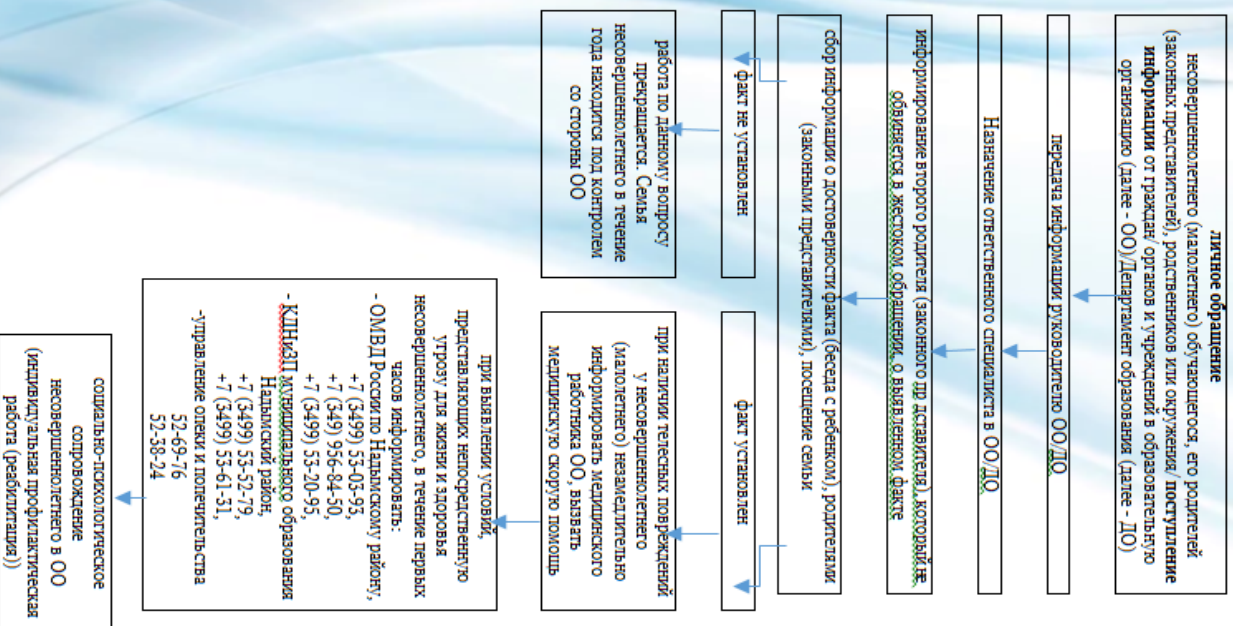 личное обращение
несовершеннолетнего (малолетнего) обучающегося, его родителей
(законных представителей), родственников или окружения/ поступление
информации от граждан/ органов и учреждений в образовательную
организацию (далее - ОО)/Департамент образования (далее - ДО)
передача информации руководителю ОО/ДО
Назначение ответственного специалиста в ОО/ДО
информирование второго родителя (законного пр дставителя), который не
обвиняется в жестоком обращении, о выявленном факте
сбор информации о достоверности факта (беседа с ребенком), родителями
(законными представителями), посещение семьи
факт не установлен
работа по данному вопросу
прекращается. Семья
несовершеннолетнего в течение
года находится под контролем
со стороны ОО
факт установлен
при наличии телесных повреждений
у несовершеннолетнего
(малолетнего) незамедлительно
информировать медицинского
работника ОО, вызвать
медицинскую скорую помощь
при выявлении условий,
представляющих непосредственную
угрозу для жизни и здоровья
несовершеннолетнего, в течение первых
часов информировать:
- ОМВД России по Надымскому району,
+7 (3499) 53-03-93,
+7 (349) 956-84-50,
+7 (3499) 53-20-95,
- КДНиЗП муниципального образования
Надымский район,
+7 (3499) 53-52-79,
+7 (3499) 53-61-31,
-управление опеки и попечительства
52-69-76
52-38-24
социально-психологическое
сопровождение
несовершеннолетнего в ОО
(индивидуальная профилактическая
работа (реабилитация))